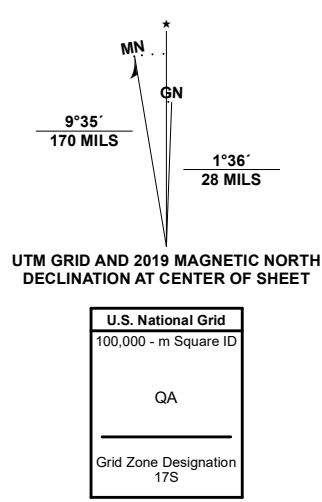 MN
GN
9°35´
170 MILS
1°36´
28 MILS
UTM GRID AND 2019 MAGNETIC NORTH
DECLINATION AT CENTER OF SHEET
U.S. National Grid
100,000 - m Square ID
QA
Grid Zone Designation
17S